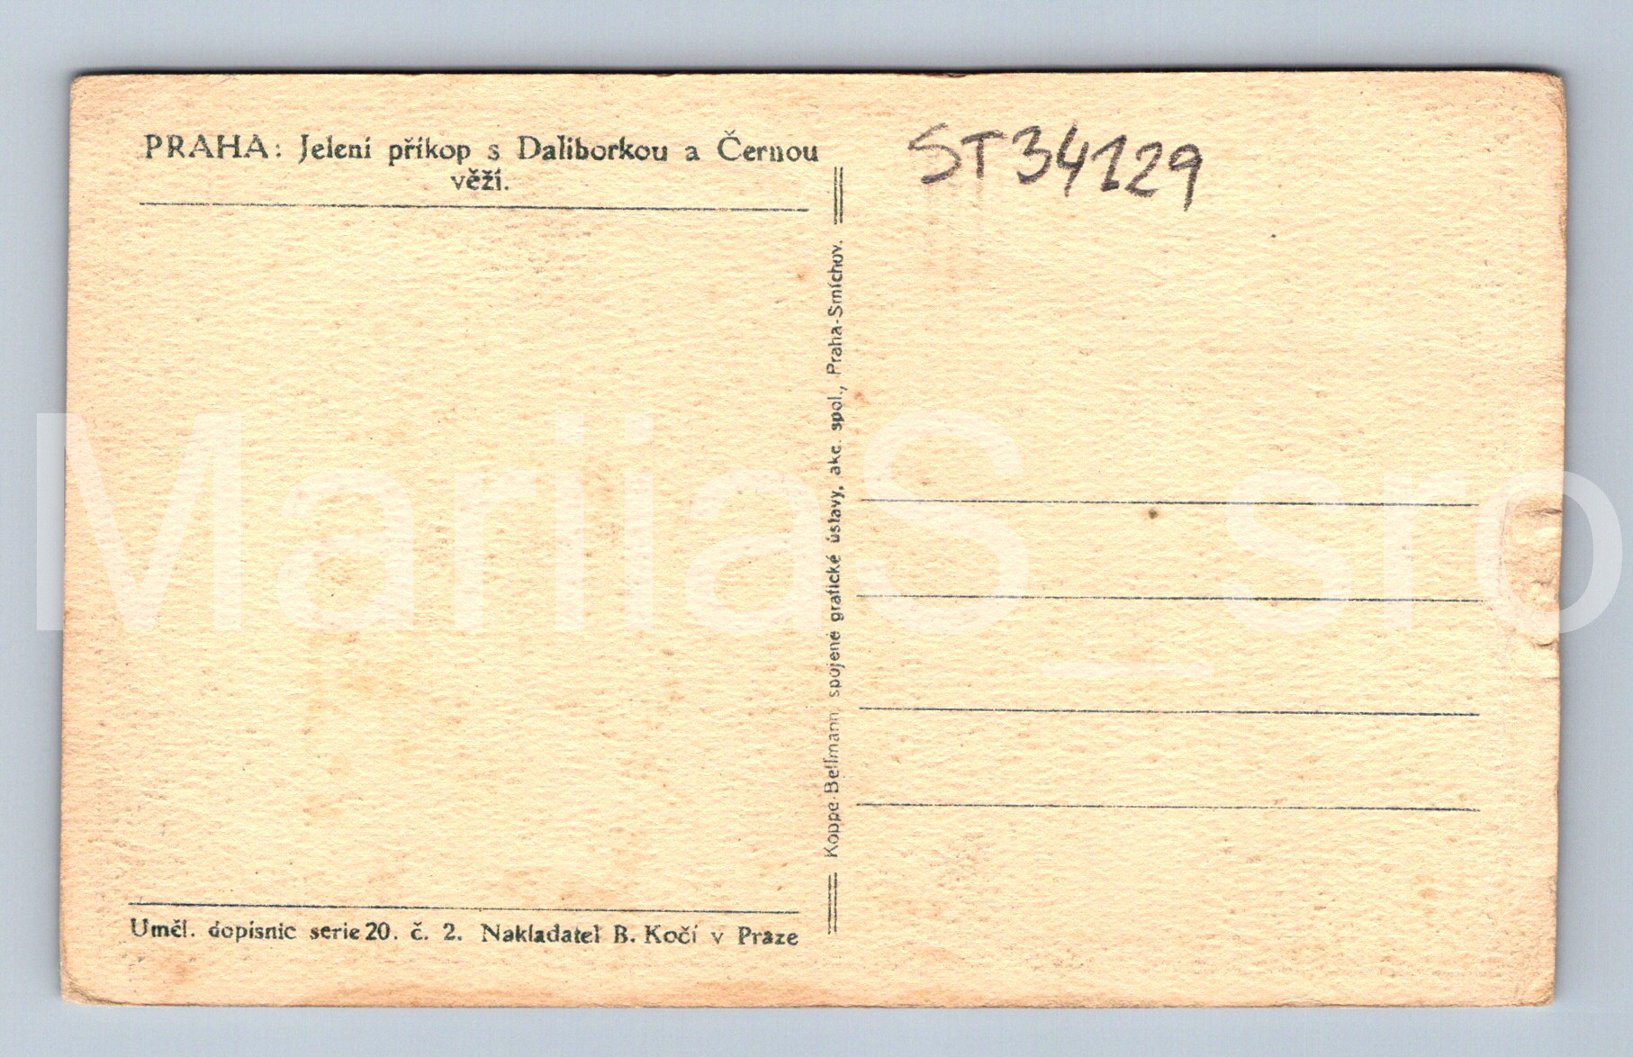 PRAHA: Jelení příkop s Daliborkou a Černou
věží.
ST34129
Koppe-Bellmann, spojené grafické ústavy, akc. spol., Praha-Smíchov.
Uměl. dopisnic serie 20. č. 2. Nakladatel B. Kočí v Praze
MariiaS_sro